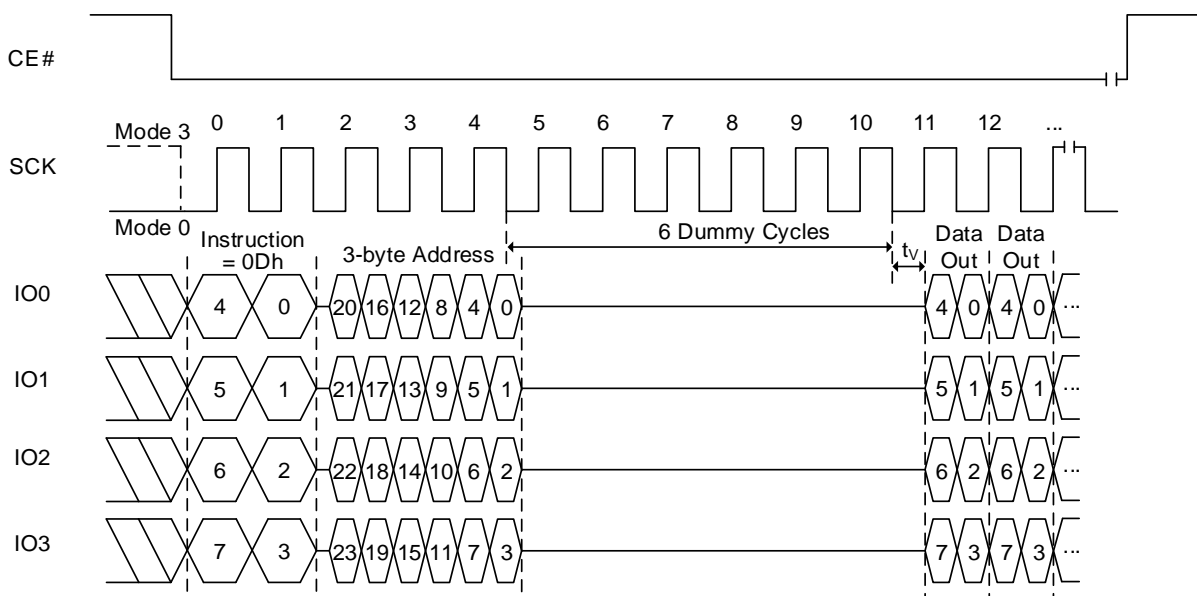 CE#
0 1 2 3 4 5 6 7 8 9 10 11 12 ...
Mode 3
SCK
Mode 0
Instruction
= 0Dh
3-byte Address
6 Dummy Cycles
tV
Data
Out
Data
Out
IO0 4 0 20 16 12 8 4 0 4 0 4 0 ...
IO1 5 1 21 17 13 9 5 1 5 1 5 1 ...
IO2 6 2 22 18 14 10 6 2 6 2 6 2 ...
IO3 7 3 23 19 15 11 7 3 7 3 7 3 ...